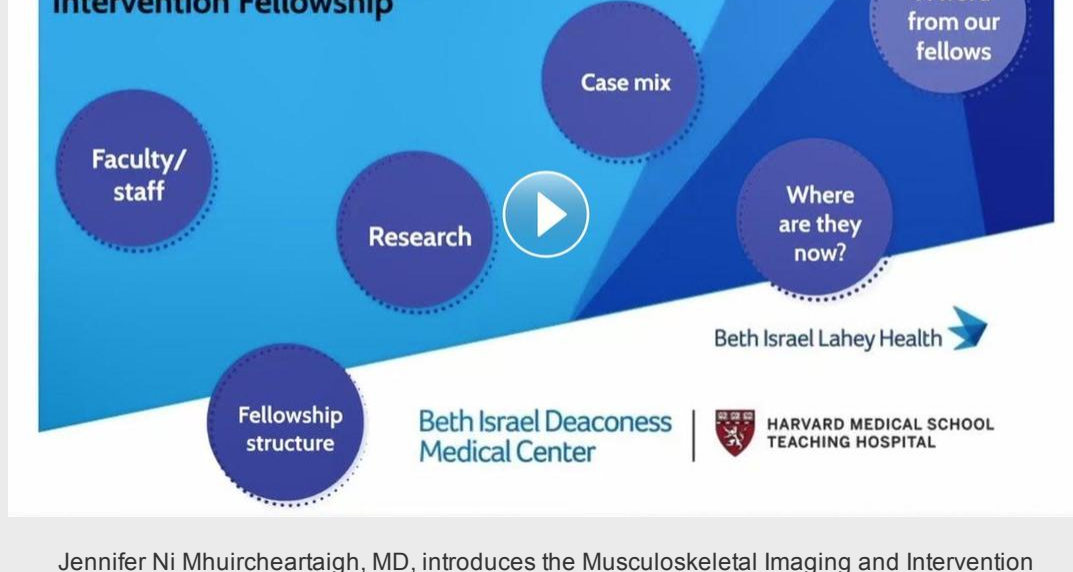 Intervention Fellowship
from our
fellows
Case mix
Faculty/
staff
Research
Where
are they
now?
Beth Israel Lahey Health
Fellowship
structure
Beth Israel Deaconess
Medical Center
HARVARD MEDICAL SCHOOL
TEACHING HOSPITAL
Jennifer Ni Mhuircheartaigh, MD, introduces the Musculoskeletal Imaging and Intervention